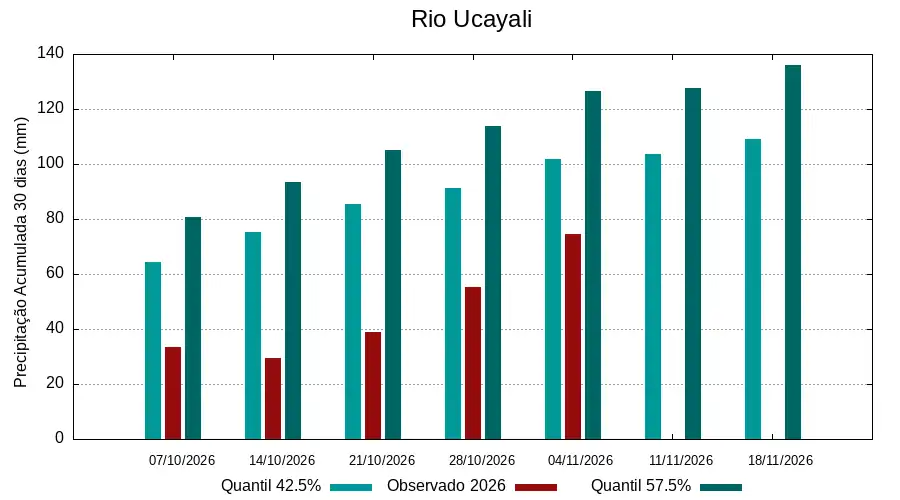 Rio Ucayali
Precipitação Acumulada 30 dias (mm)
140
120
100
80
60
40
20
0
07/10/2026 14/10/2026 21/10/2026 28/10/2026 04/11/2026 11/11/2026 18/11/2026
Quantil 42.5% Observado 2026 Quantil 57.5%